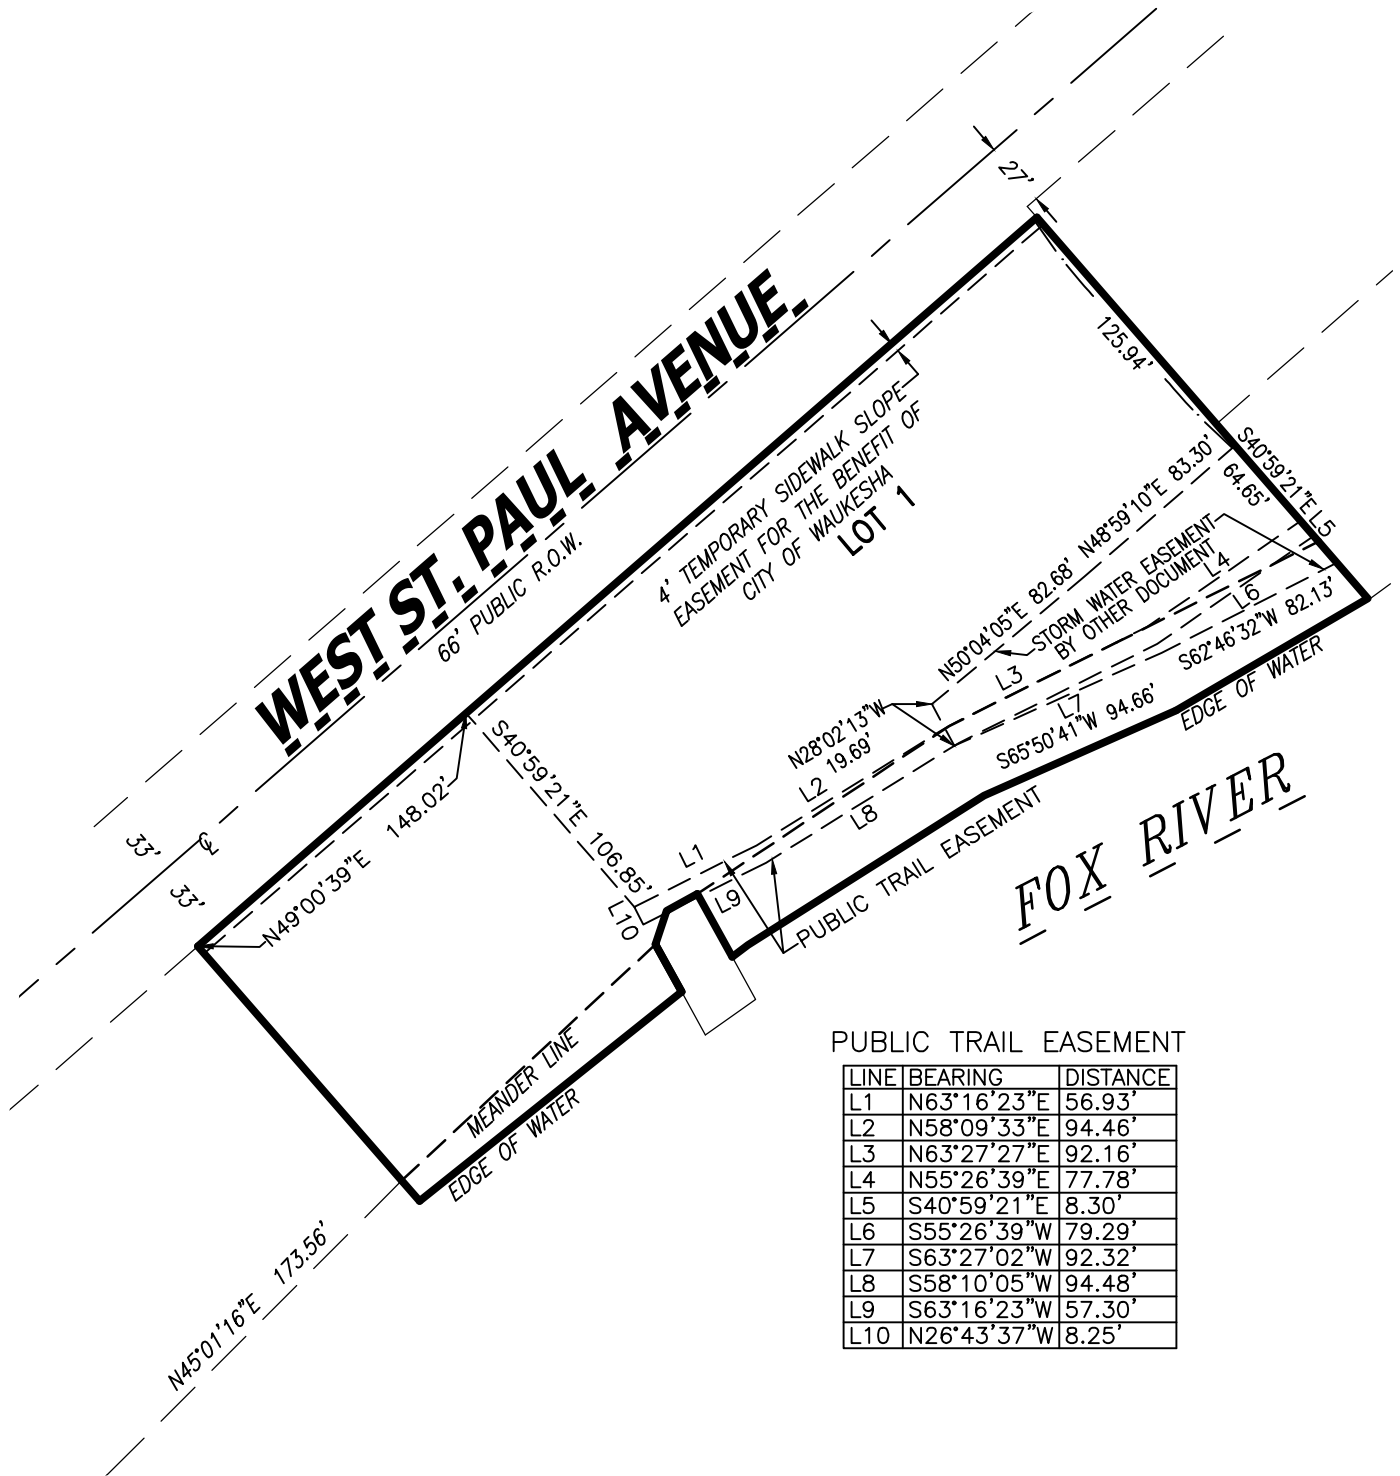 27'
WEST ST. PAUL AVENUE
66' PUBLIC R.O.W.
125.94'
4' TEMPORARY SIDEWALK SLOPE
EASEMENT FOR THE BENEFIT OF
CITY OF WAUKESHA
LOT 1
S40°59'21"E
64.65'
L5
N50°04'05"E 82.68'
N48°59'10"E 83.30'
STORM WATER EASEMENT
BY OTHER DOCUMENT
L4
L6
L3
L7
S62°46'32"W 82.13'
EDGE OF WATER
S65°50'41"W 94.66'
N28°02'13"W
19.69'
L2
L8
S40°59'21"E 106.85'
148.02'
N49°00'39"E
33'
33'
℄
L1
L9
L10
PUBLIC TRAIL EASEMENT
FOX RIVER
MEANDER LINE
EDGE OF WATER
N45°01'16"E 173.56'
PUBLIC TRAIL EASEMENT
LINE BEARING DISTANCE
L1 N63°16'23"E 56.93'
L2 N58°09'33"E 94.46'
L3 N63°27'27"E 92.16'
L4 N55°26'39"E 77.78'
L5 S40°59'21"E 8.30'
L6 S55°26'39"W 79.29'
L7 S63°27'02"W 92.32'
L8 S58°10'05"W 94.48'
L9 S63°16'23"W 57.30'
L10 N26°43'37"W 8.25'